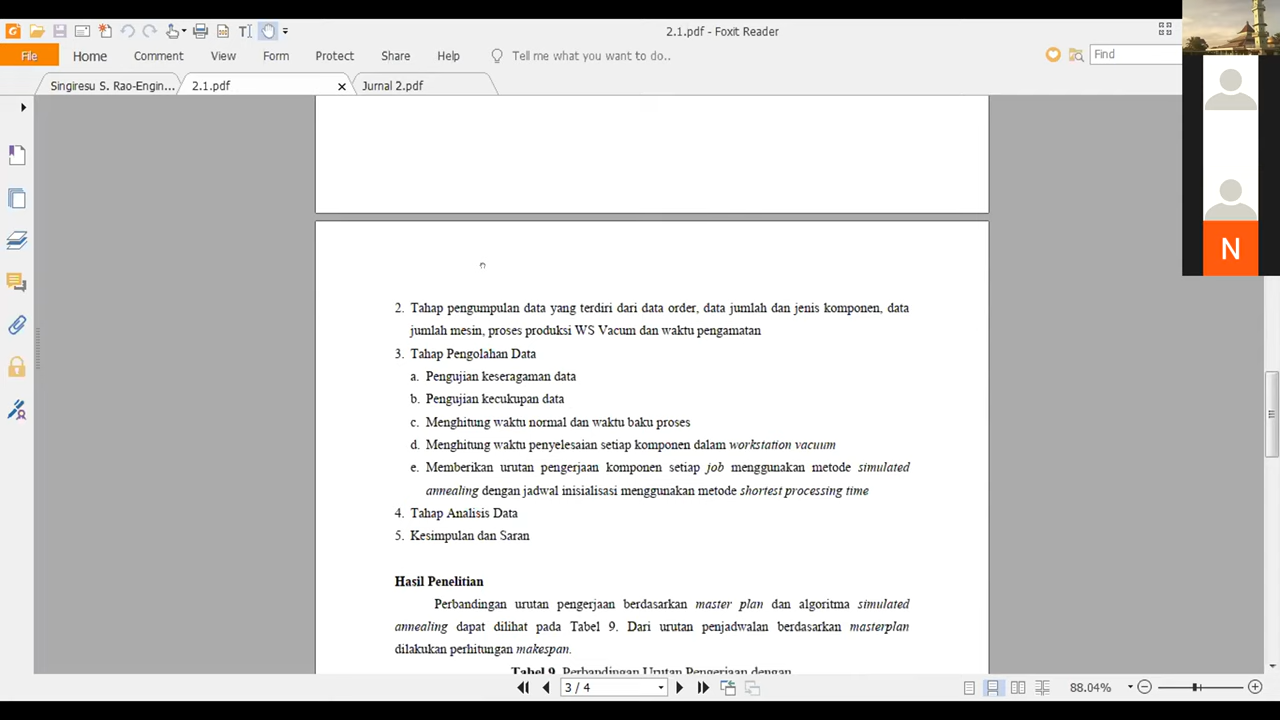 2.1.pdf - Foxit Reader
File Home Comment View Form Protect Share Help Tell me what you want to do.. Find
Singiresu S. Rao-Engin... 2.1.pdf Jurnal 2.pdf
N
2. Tahap pengumpulan data yang terdiri dari data order, data jumlah dan jenis komponen, data
jumlah mesin, proses produksi WS Vacum dan waktu pengamatan
3. Tahap Pengolahan Data
a. Pengujian keseragaman data
b. Pengujian kecukupan data
c. Menghitung waktu normal dan waktu baku proses
d. Menghitung waktu penyelesaian setiap komponen dalam workstation vacuum
e. Memberikan urutan pengerjaan komponen setiap job menggunakan metode simulated
annealing dengan jadwal inisialisasi menggunakan metode shortest processing time
4. Tahap Analisis Data
5. Kesimpulan dan Saran
Hasil Penelitian
Perbandingan urutan pengerjaan berdasarkan master plan dan algoritma simulated
annealing dapat dilihat pada Tabel 9. Dari urutan penjadwalan berdasarkan masterplan
dilakukan perhitungan makespan.
Tabel 9. Perbandingan Urutan Pengerjaan dengan
3 / 4 88.04%